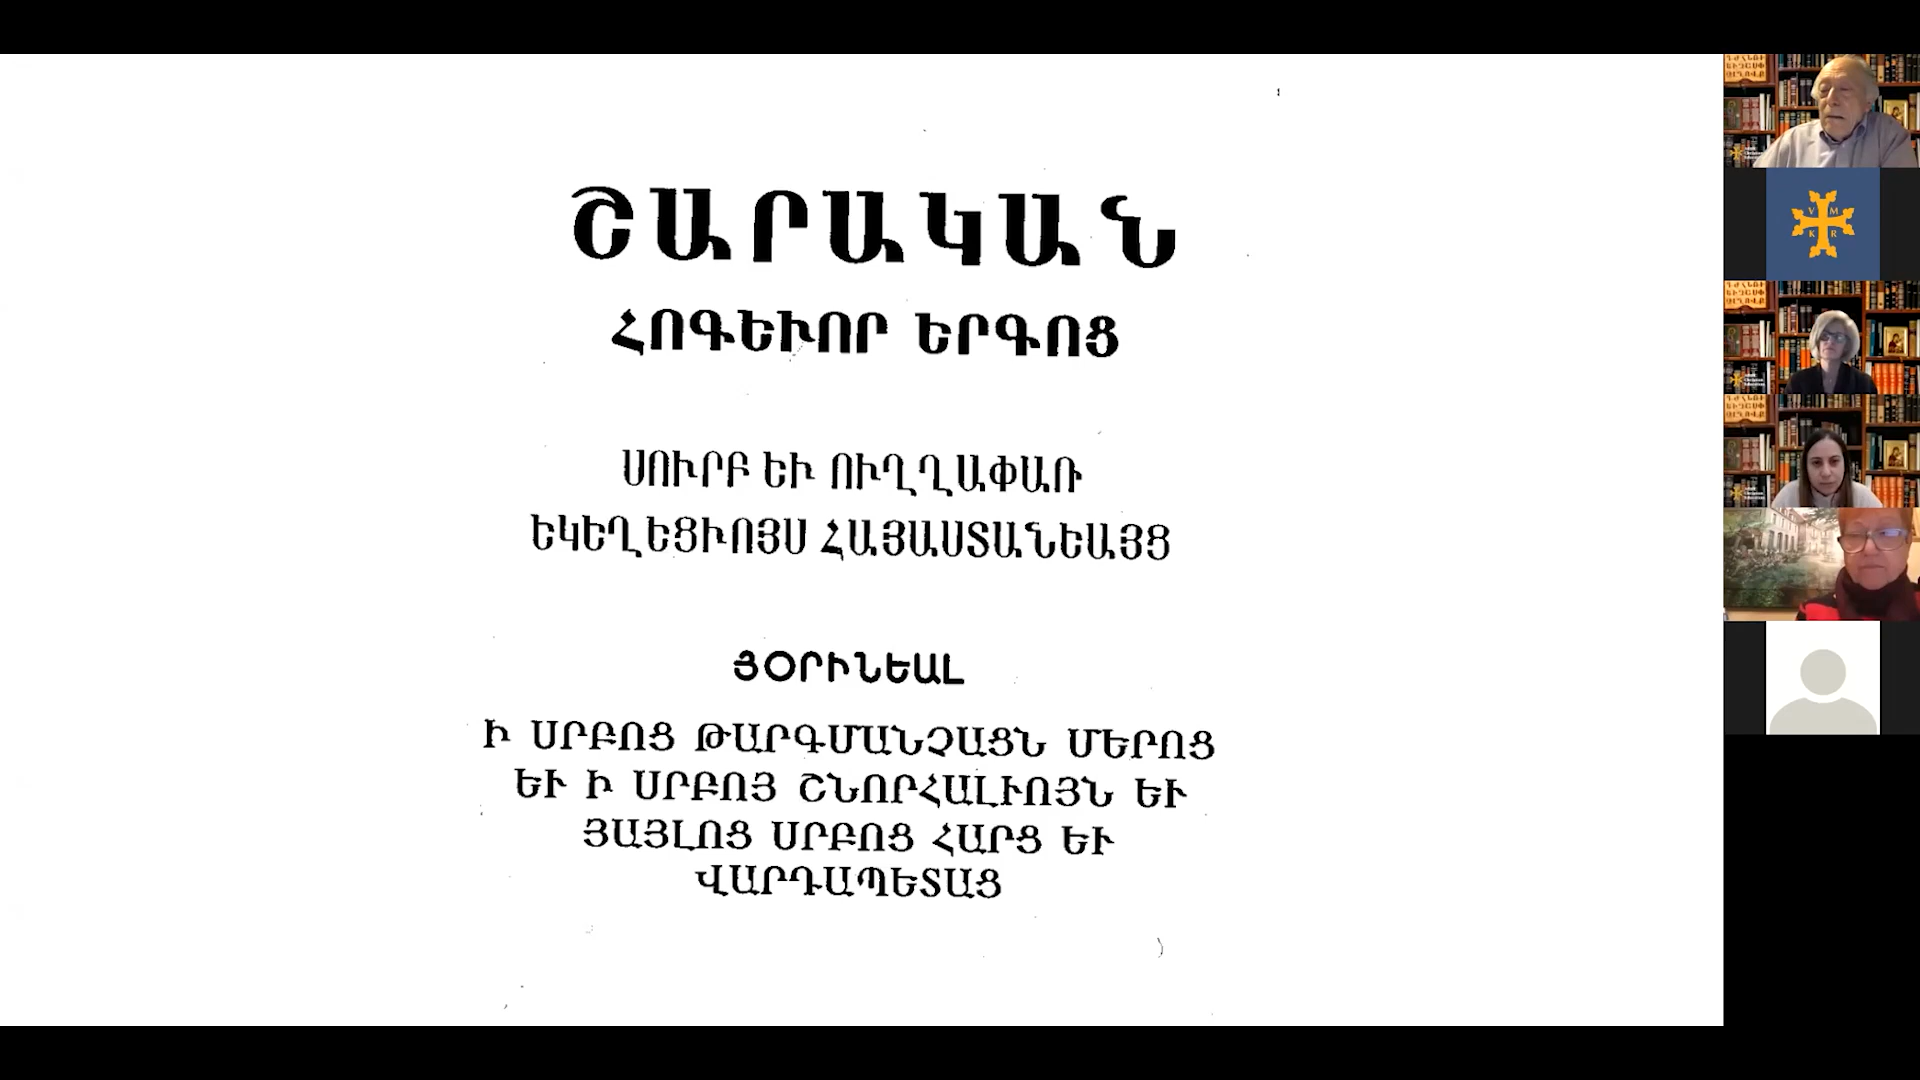 ՇԱՐԱԿԱՆ
ՀՈԳԵՒՈՐ ԵՐԳՈՑ
ՍՈՒՐԲ ԵՒ ՈՒՂՂԱՓԱՌ
ԵԿԵՂԵՑՒՈՅՍ ՀԱՅԱՍՏԱՆԵԱՅՑ
ՅՕՐԻՆԵԱԼ
Ի ՍՐԲՈՑ ԹԱՐԳՄԱՆՉԱՑՆ ՄԵՐՈՑ
ԵՒ Ի ՍՐԲՈՅ ՇՆՈՐՀԱԼՒՈՅՆ ԵՒ
ՅԱՅԼՈՑ ՍՐԲՈՑ ՀԱՐՑ ԵՒ
ՎԱՐԴԱՊԵՏԱՑ
V M
K R